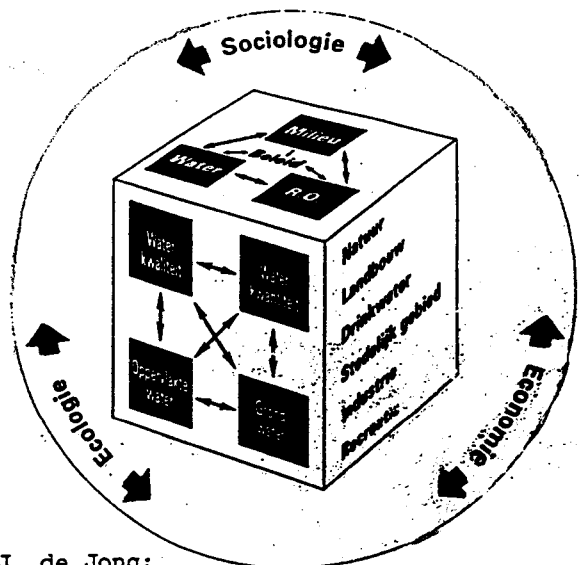 Sociologie
Milieu
Water
Beleid
R.O.
Water
kwaliteit
Water
kwantiteit
Oppervlakte
water
Grond
water
Natuur
Landbouw
Drinkwater
Stedelijk gebied
Industrie
Recreatie
Ecologie
Economie
J. de Jong: